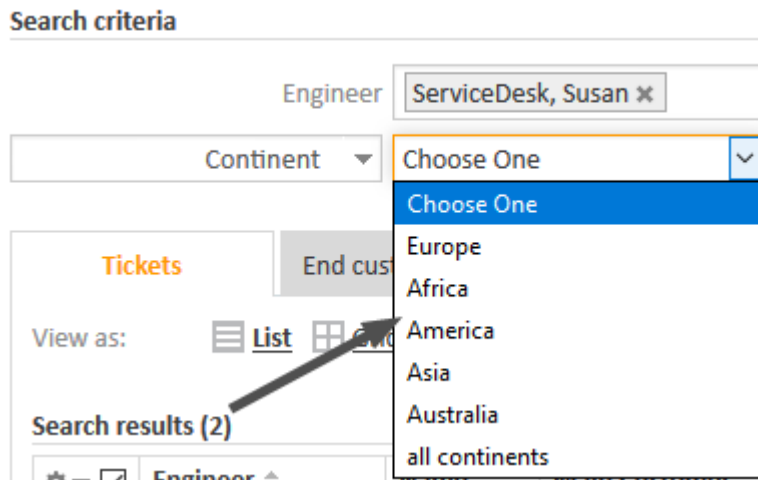 Search criteria
Engineer ServiceDesk, Susan ×
Continent Choose One
Choose One
Europe
Tickets End cus
Africa
View as: List America
Asia
Search results (2) Australia
all continents
Engineer